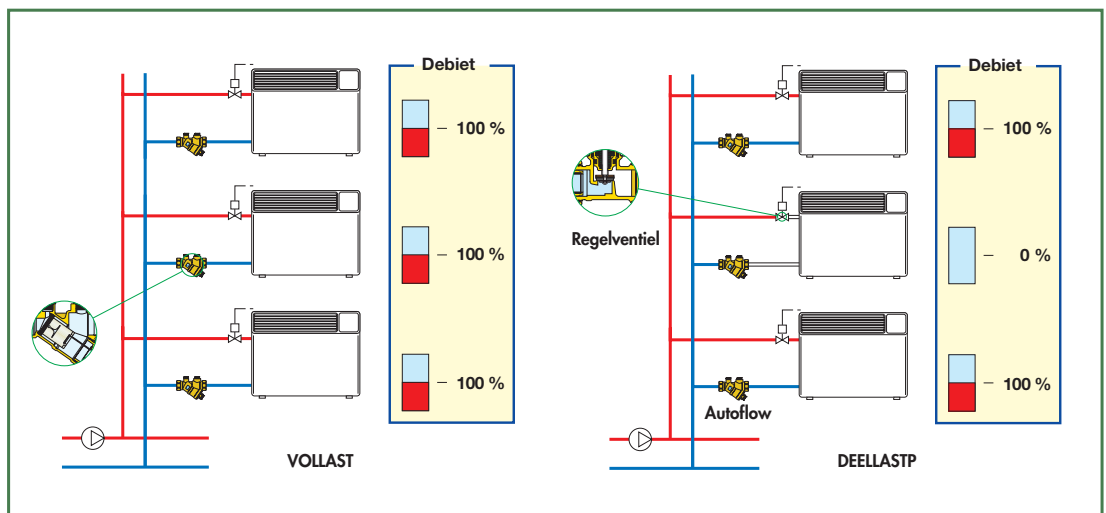 Debiet
100 %
100 %
100 %
VOLLAST
Debiet
100 %
Regelventiel
0 %
100 %
Autoflow
DEELLASTP